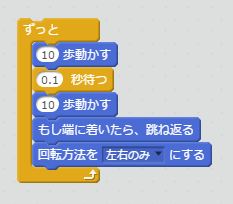 ずっと
10 歩動かす
0.1 秒待つ
10 歩動かす
もし端に着いたら、跳ね返る
回転方法を 左右のみ にする